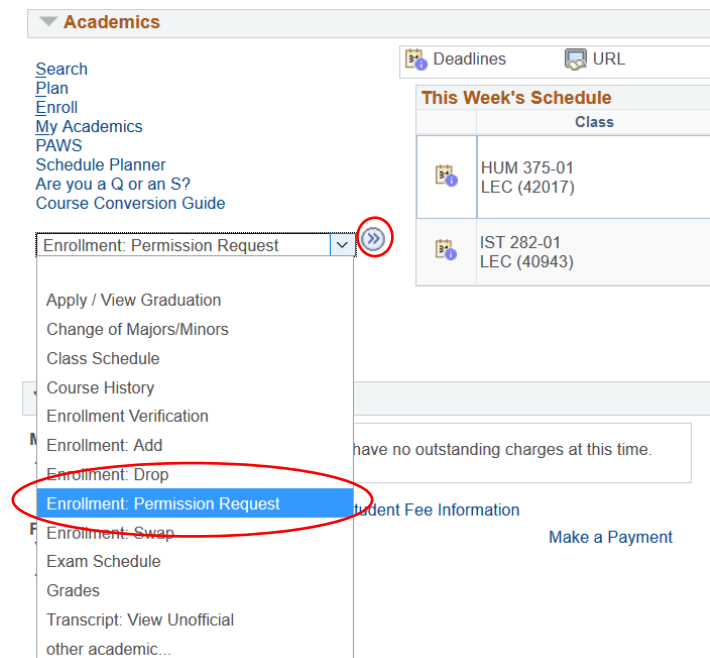 Academics
Search
Plan
Enroll
My Academics
PAWS
Schedule Planner
Are you a Q or an S?
Course Conversion Guide
Enrollment: Permission Request
Apply / View Graduation
Change of Majors/Minors
Class Schedule
Course History
Enrollment Verification
Enrollment: Add
Enrollment: Drop
Enrollment: Permission Request
Enrollment: Swap
Exam Schedule
Grades
Transcript: View Unofficial
other academic...
Deadlines URL
This Week's Schedule
Class
HUM 375-01
LEC (42017)
IST 282-01
LEC (40943)
have no outstanding charges at this time.
Fee Information
Make a Payment